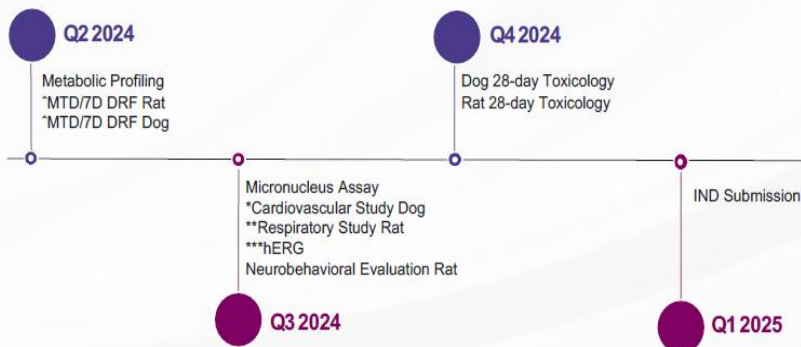 Q2 2024
Metabolic Profiling
^MTD/7D DRF Rat
^MTD/7D DRF Dog
Micronucleus Assay
*Cardiovascular Study Dog
**Respiratory Study Rat
***hERG
Neurobehavioral Evaluation Rat
Q3 2024
Q4 2024
Dog 28-day Toxicology
Rat 28-day Toxicology
IND Submission
Q1 2025